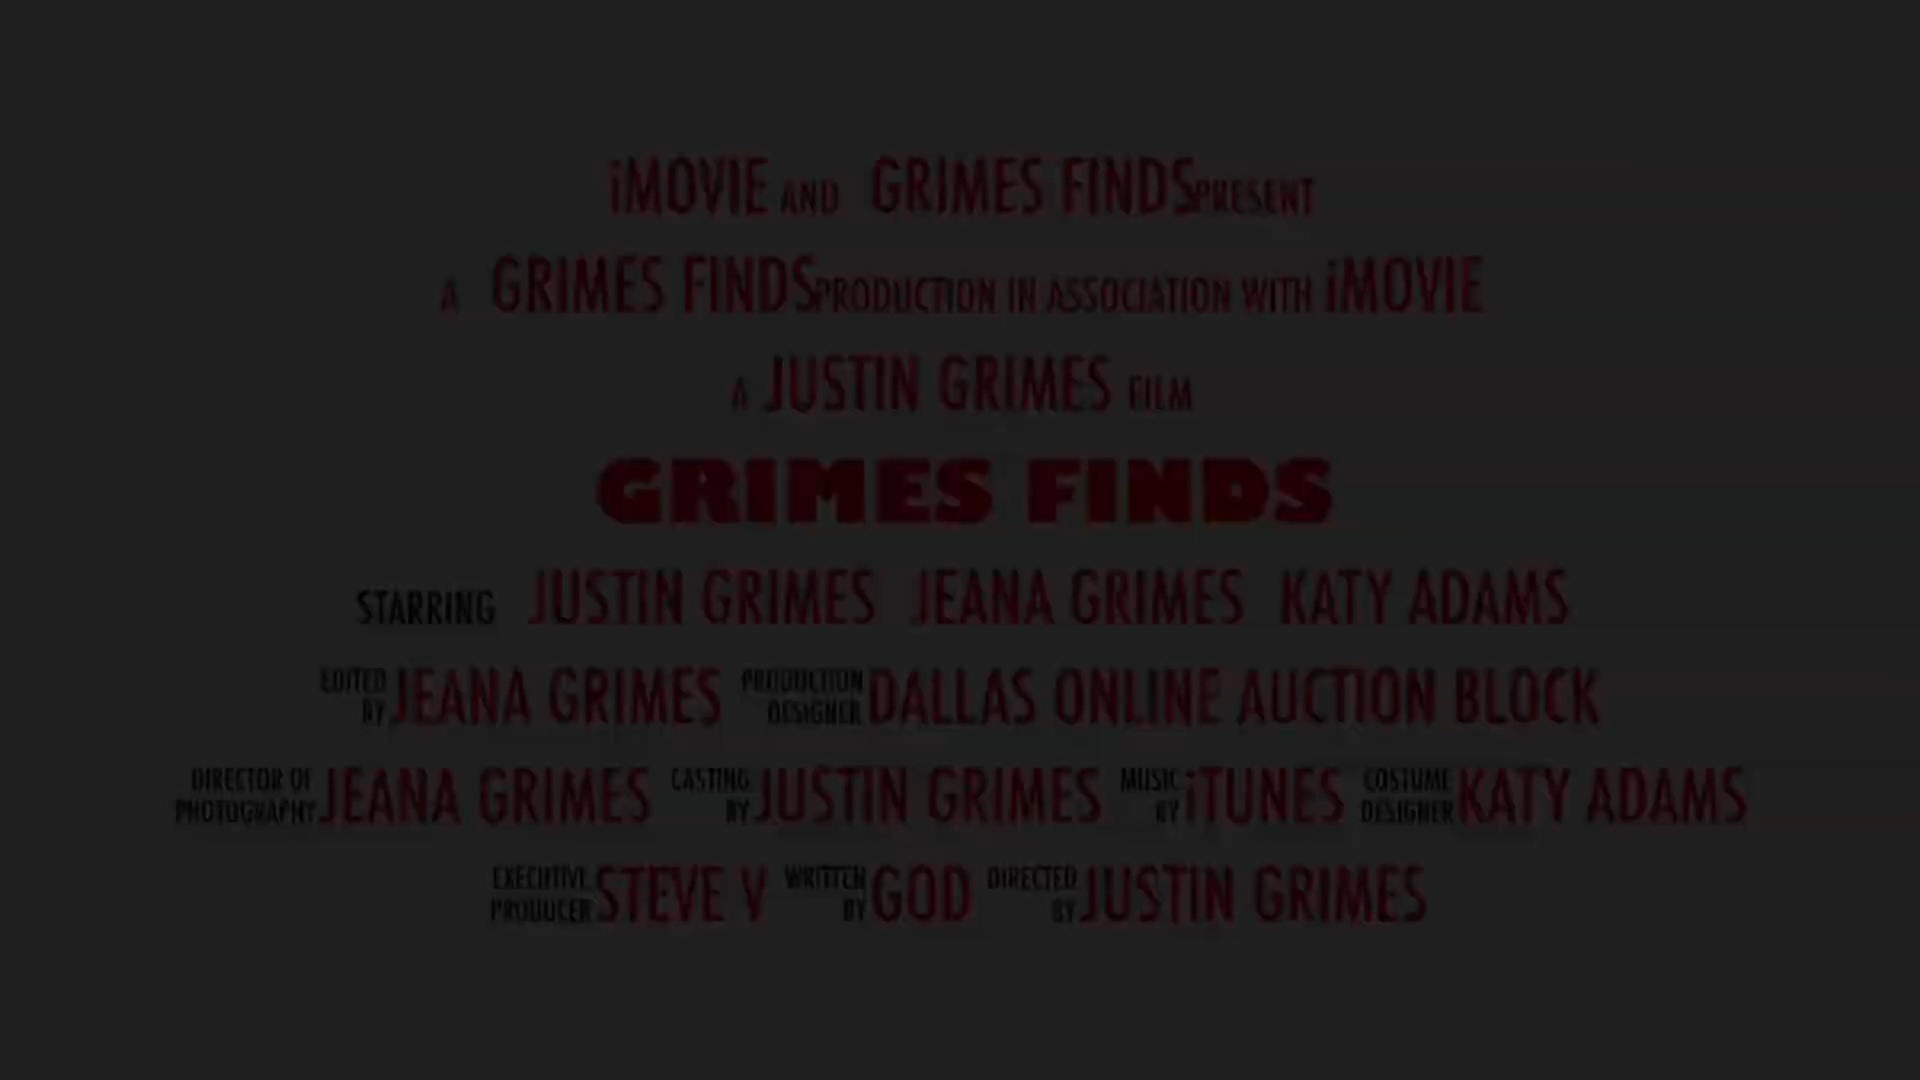 iMOVIE AND GRIMES FINDS PRESENT
A GRIMES FINDS PRODUCTION IN ASSOCIATION WITH iMOVIE
A JUSTIN GRIMES FILM
GRIMES FINDS
STARRING JUSTIN GRIMES JEANA GRIMES KATY ADAMS
EDITED BY JEANA GRIMES PRODUCTION DESIGNER DALLAS ONLINE AUCTION BLOCK
DIRECTOR OF PHOTOGRAPHY JEANA GRIMES CASTING BY JUSTIN GRIMES MUSIC BY iTUNES COSTUME DESIGNER KATY ADAMS
EXECUTIVE PRODUCER STEVE V WRITTEN BY GOD DIRECTED BY JUSTIN GRIMES